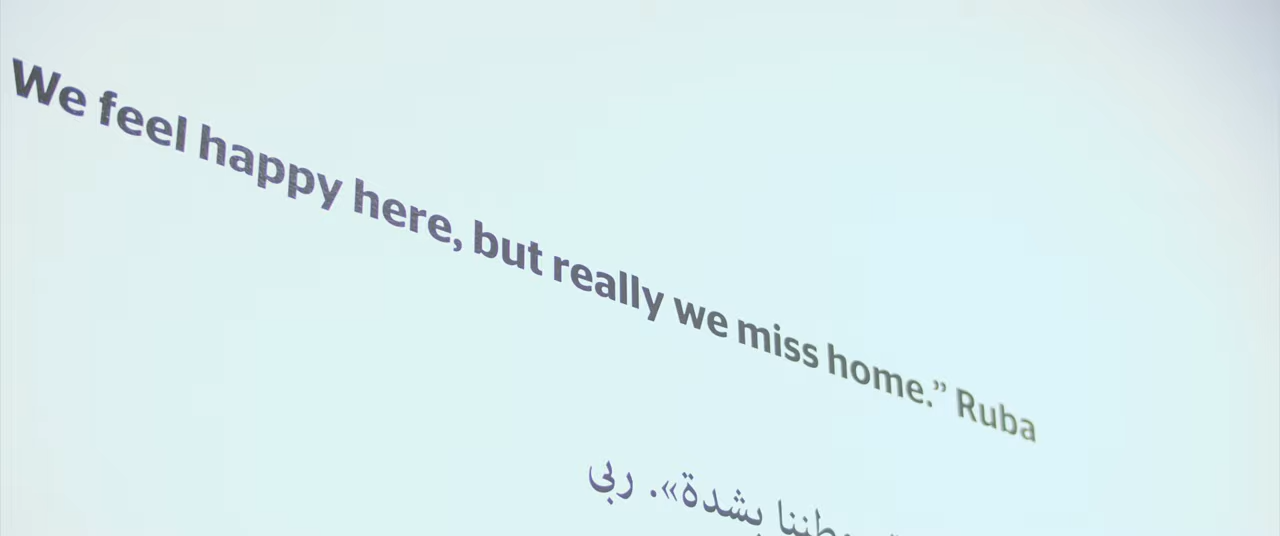 We feel happy here, but really we miss home.” Ruba
بشدة». ربى